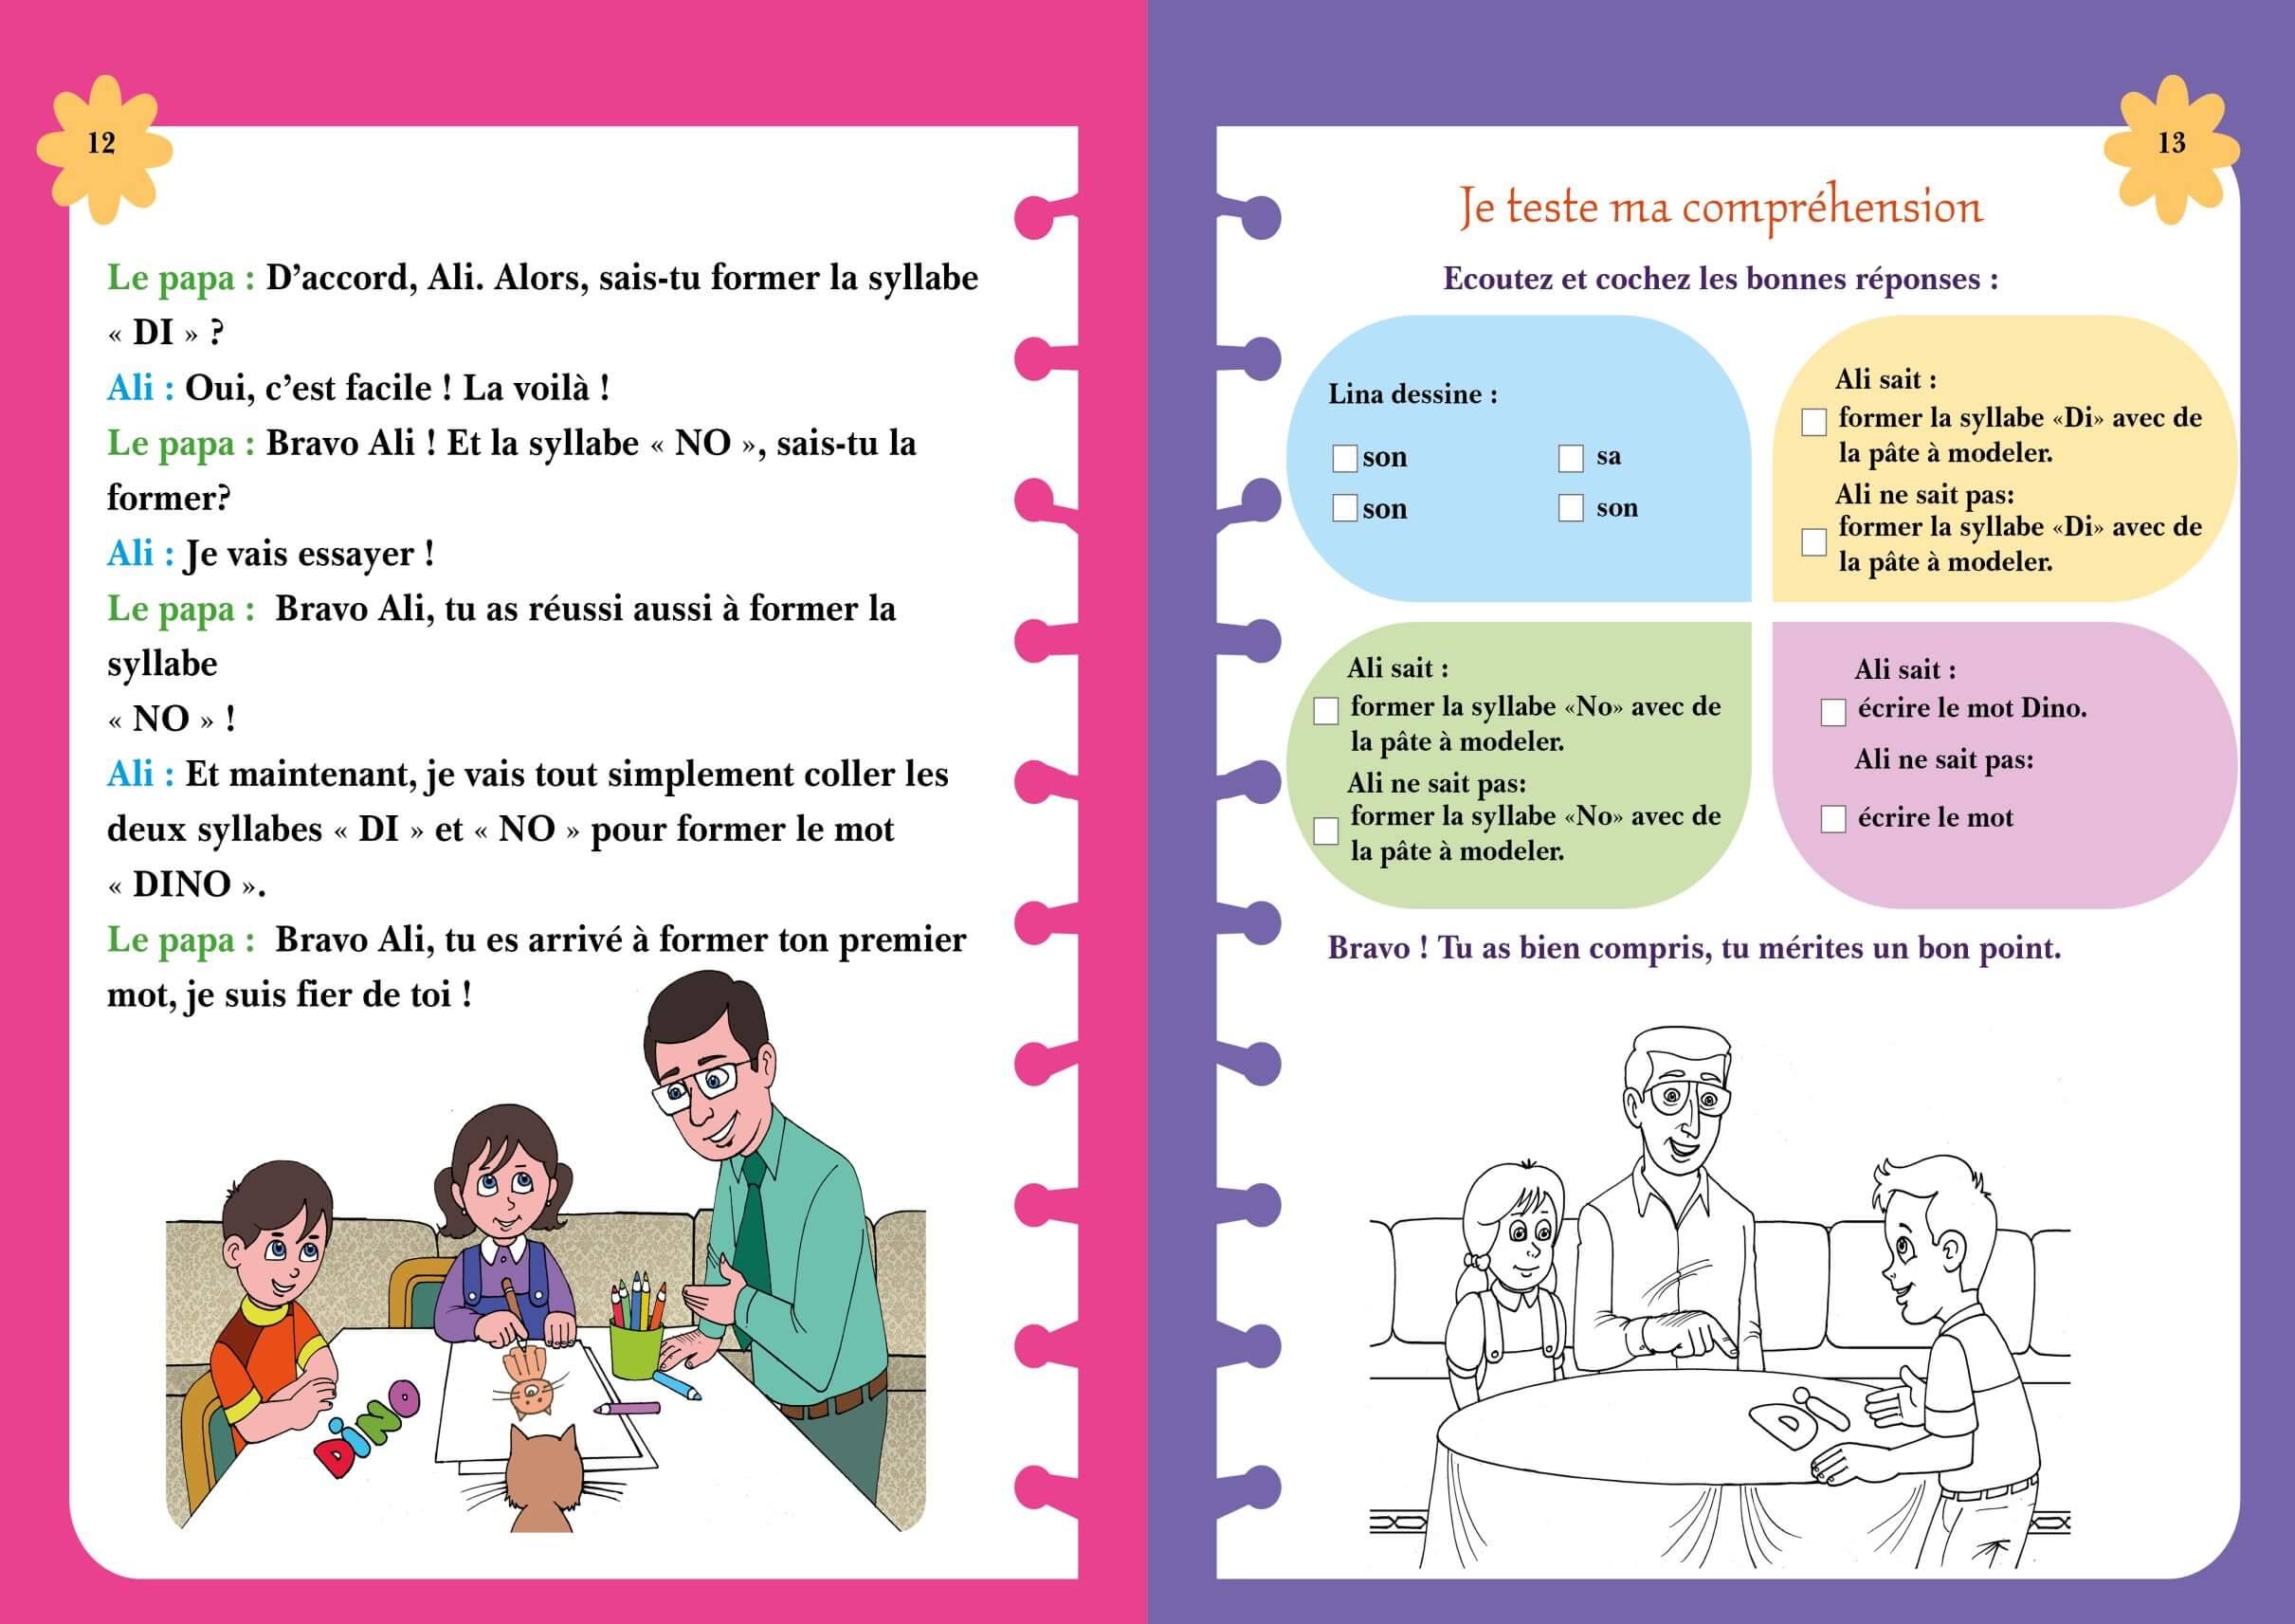 12
Le papa : D’accord, Ali. Alors, sais-tu former la syllabe
« DI » ?
Ali : Oui, c’est facile ! La voilà !
Le papa : Bravo Ali ! Et la syllabe « NO », sais-tu la
former?
Ali : Je vais essayer !
Le papa :  Bravo Ali, tu as réussi aussi à former la
syllabe
« NO » !
Ali : Et maintenant, je vais tout simplement coller les
deux syllabes « DI » et « NO » pour former le mot
« DINO ».
Le papa :  Bravo Ali, tu es arrivé à former ton premier
mot, je suis fier de toi !
DiNO
13
Je teste ma compréhension
Ecoutez et cochez les bonnes réponses :
Lina dessine :
son
sa
son
son
Ali sait :
former la syllabe «Di» avec de
la pâte à modeler.
Ali ne sait pas:
former la syllabe «Di» avec de
la pâte à modeler.
Ali sait :
former la syllabe «No» avec de
la pâte à modeler.
Ali ne sait pas:
former la syllabe «No» avec de
la pâte à modeler.
Ali sait :
écrire le mot Dino.
Ali ne sait pas:
écrire le mot
Bravo ! Tu as bien compris, tu mérites un bon point.
Di